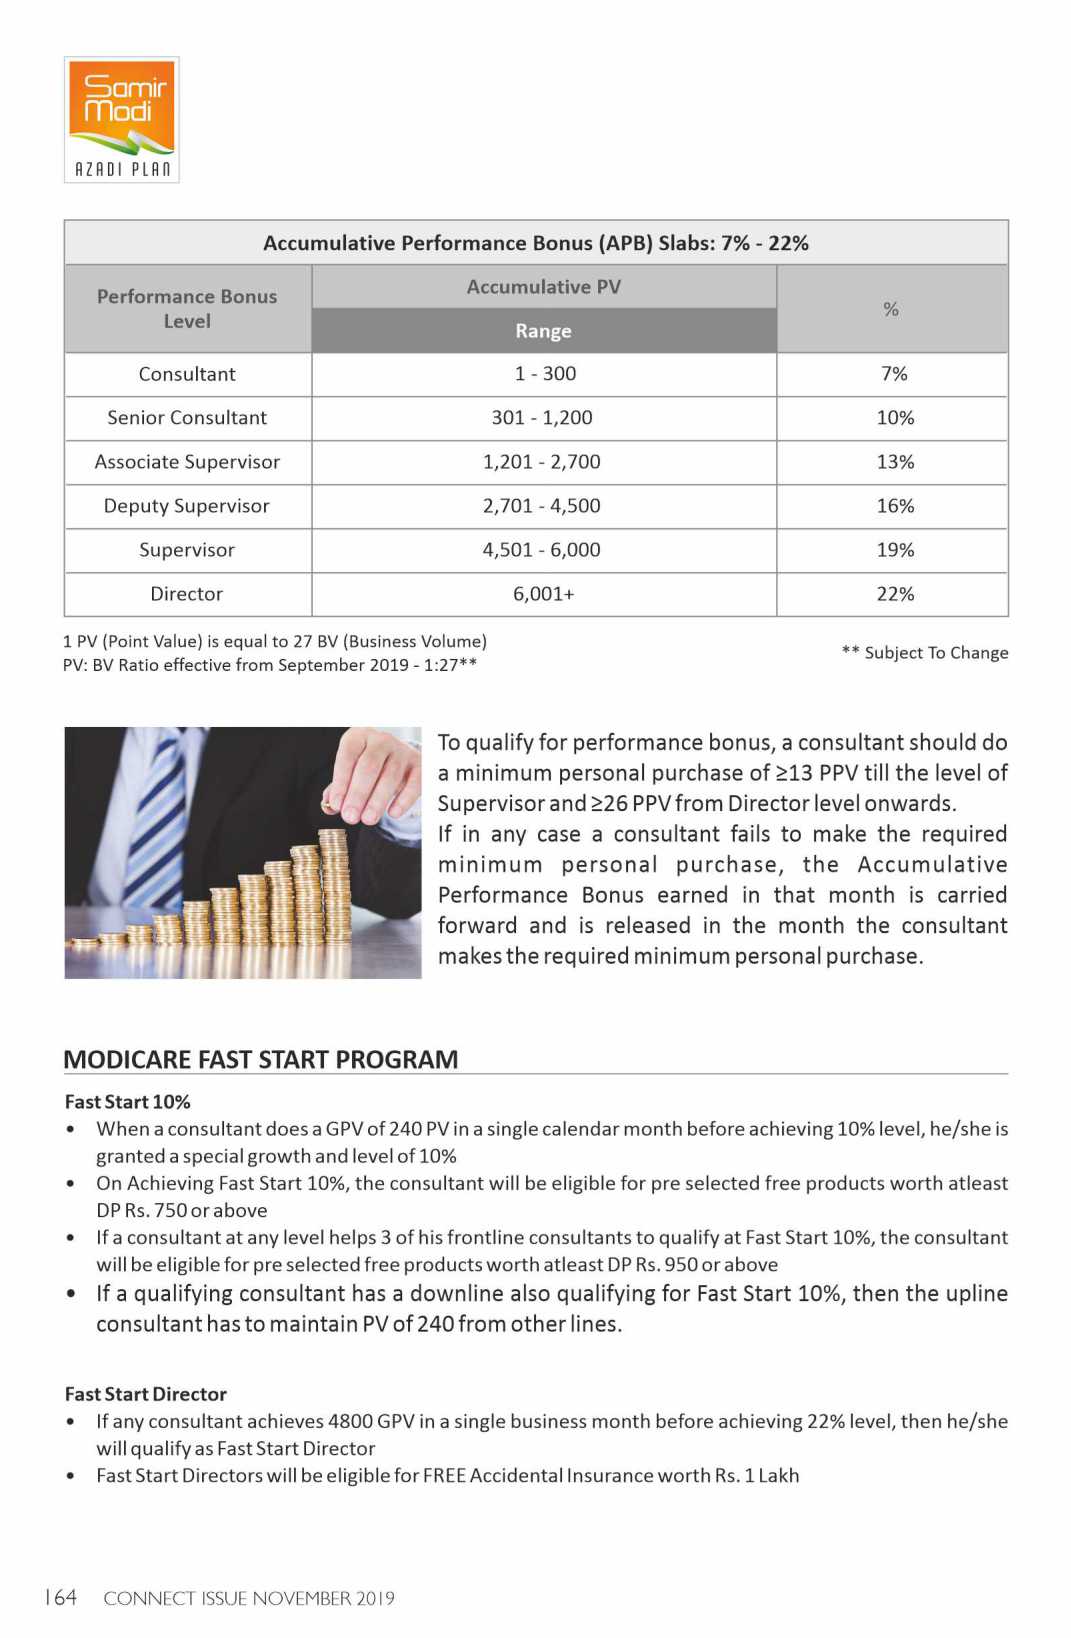 Samir
Modi
AZADI PLAN
Accumulative Performance Bonus (APB) Slabs: 7% - 22%
Performance Bonus Level
Accumulative PV
Range
%
Consultant 1 - 300 7%
Senior Consultant 301 - 1,200 10%
Associate Supervisor 1,201 - 2,700 13%
Deputy Supervisor 2,701 - 4,500 16%
Supervisor 4,501 - 6,000 19%
Director 6,001+ 22%
1 PV (Point Value) is equal to 27 BV (Business Volume)
PV: BV Ratio effective from September 2019 - 1:27**
** Subject To Change
To qualify for performance bonus, a consultant should do
a minimum personal purchase of ≥13 PPV till the level of
Supervisor and ≥26 PPV from Director level onwards.
If in any case a consultant fails to make the required
minimum personal purchase, the Accumulative
Performance Bonus earned in that month is carried
forward and is released in the month the consultant
makes the required minimum personal purchase.
MODICARE FAST START PROGRAM
Fast Start 10%
• When a consultant does a GPV of 240 PV in a single calendar month before achieving 10% level, he/she is
granted a special growth and level of 10%
• On Achieving Fast Start 10%, the consultant will be eligible for pre selected free products worth atleast
DP Rs. 750 or above
• If a consultant at any level helps 3 of his frontline consultants to qualify at Fast Start 10%, the consultant
will be eligible for pre selected free products worth atleast DP Rs. 950 or above
• If a qualifying consultant has a downline also qualifying for Fast Start 10%, then the upline
consultant has to maintain PV of 240 from other lines.
Fast Start Director
• If any consultant achieves 4800 GPV in a single business month before achieving 22% level, then he/she
will qualify as Fast Start Director
• Fast Start Directors will be eligible for FREE Accidental Insurance worth Rs. 1 Lakh
164 CONNECT ISSUE NOVEMBER 2019